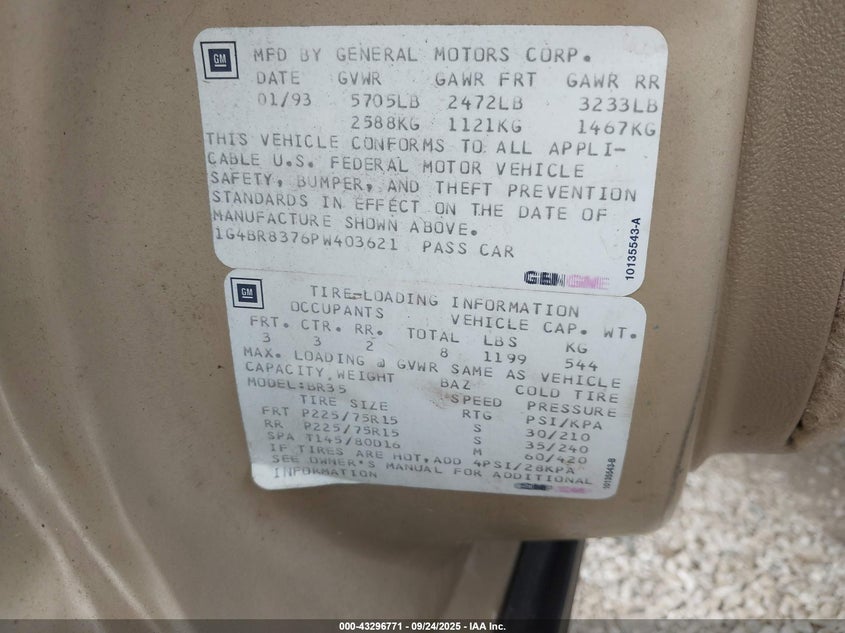 GM
MFD BY GENERAL MOTORS CORP.
DATE GVWR GAWR FRT GAWR RR
01/93 5705LB 2472LB 3233LB
2588KG 1121KG 1467KG
THIS VEHICLE CONFORMS TO ALL APPLI-
CABLE U.S. FEDERAL MOTOR VEHICLE
SAFETY, BUMPER, AND THEFT PREVENTION
STANDARDS IN EFFECT ON THE DATE OF
MANUFACTURE SHOWN ABOVE.
1G4BR8376PW403621 PASS CAR
10135543-A
GM
TIRE-LOADING INFORMATION
OCCUPANTS VEHICLE CAP. WT.
FRT. CTR. RR. TOTAL LBS KG
3 3 2 8 1199 544
MAX. LOADING @ GVWR SAME AS VEHICLE
CAPACITY WEIGHT BAZ COLD TIRE
MODEL:BR35 SPEED PRESSURE
TIRE SIZE RTG PSI/KPA
FRT P225/75R15 S 30/210
RR P225/75R15 S 35/240
SPA T145/80D16 M 60/420
IF TIRES ARE HOT, ADD 4PSI/28KPA
SEE OWNER'S MANUAL FOR ADDITIONAL
INFORMATION
10135543-B
000-43296771 - 09/24/2025 - IAA Inc.